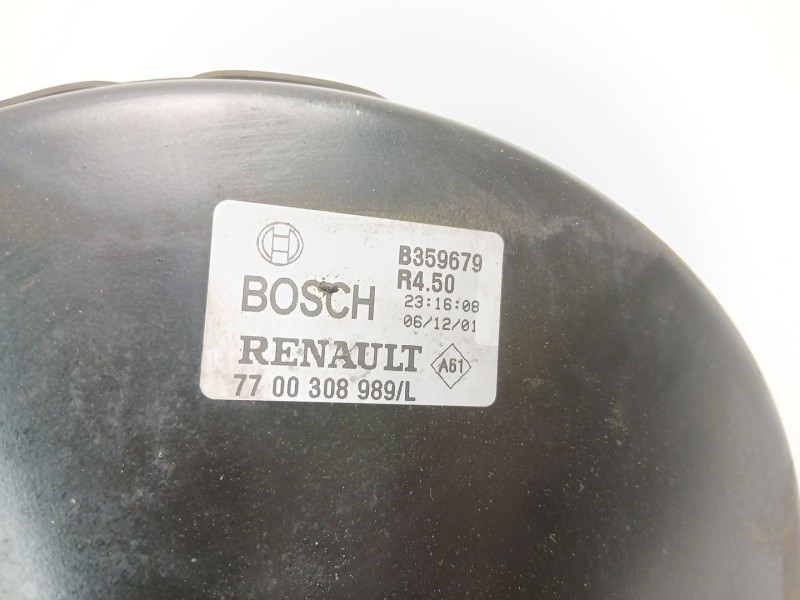 BOSCH
B359679
R4.50
23:16:08
06/12/01
RENAULT
A61
77 00 308 989/L